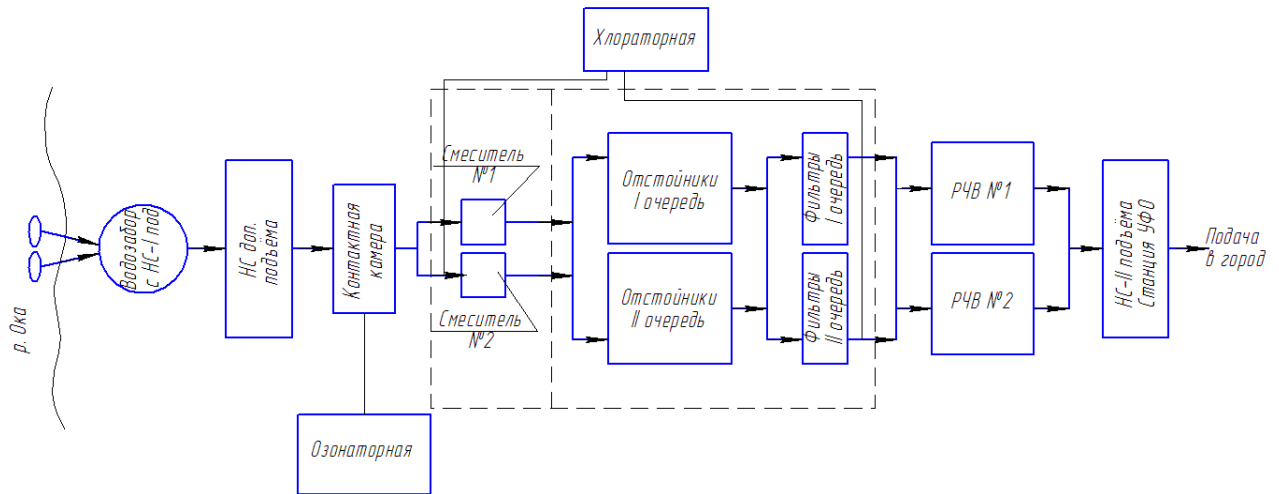 Хлораторная
Смеситель
№1
Отстойники
I очередь
Фильтры
I очередь
РЧВ №1
р. Ока
Водозабор
с НС-I под
НС доп.
подъёма
Контактная
камера
НС-II подъёма
Станция УФО
Подача
в город
Смеситель
№2
Отстойники
II очередь
Фильтры
II очередь
РЧВ №2
Озонаторная